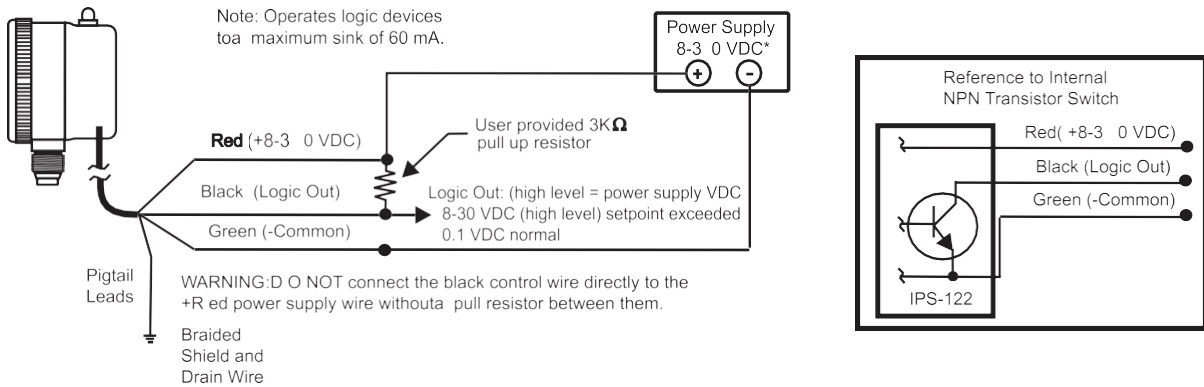 Note: Operates logic devices
toa maximum sink of 60 mA.
Power Supply
8-3 0 VDC*
+ -
Red (+8-3 0 VDC)
User provided 3KΩ
pull up resistor
Black (Logic Out)
Logic Out: (high level = power supply VDC
8-30 VDC (high level) setpoint exceeded
0.1 VDC normal
Green (-Common)
Pigtail
Leads
WARNING:D O NOT connect the black control wire directly to the
+R ed power supply wire withouta pull resistor between them.
Braided
Shield and
Drain Wire
Reference to Internal
NPN Transistor Switch
Red( +8-3 0 VDC)
Black (Logic Out)
Green (-Common)
IPS-122